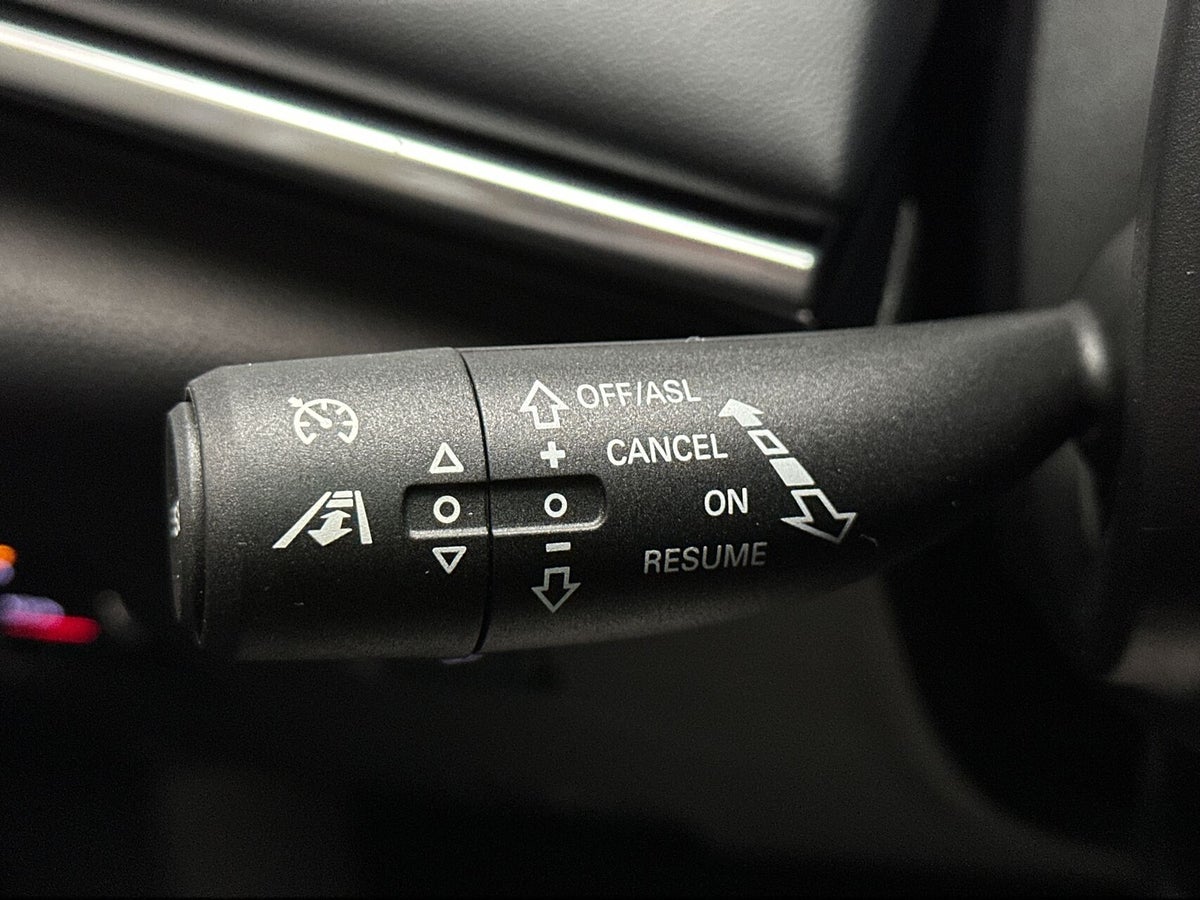 OFF/ASL
+
CANCEL
ON
−
RESUME